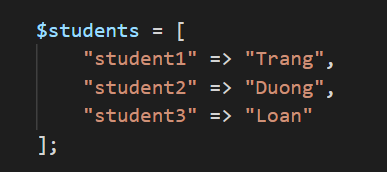 $students = [
    "student1" => "Trang",
    "student2" => "Duong",
    "student3" => "Loan"
];